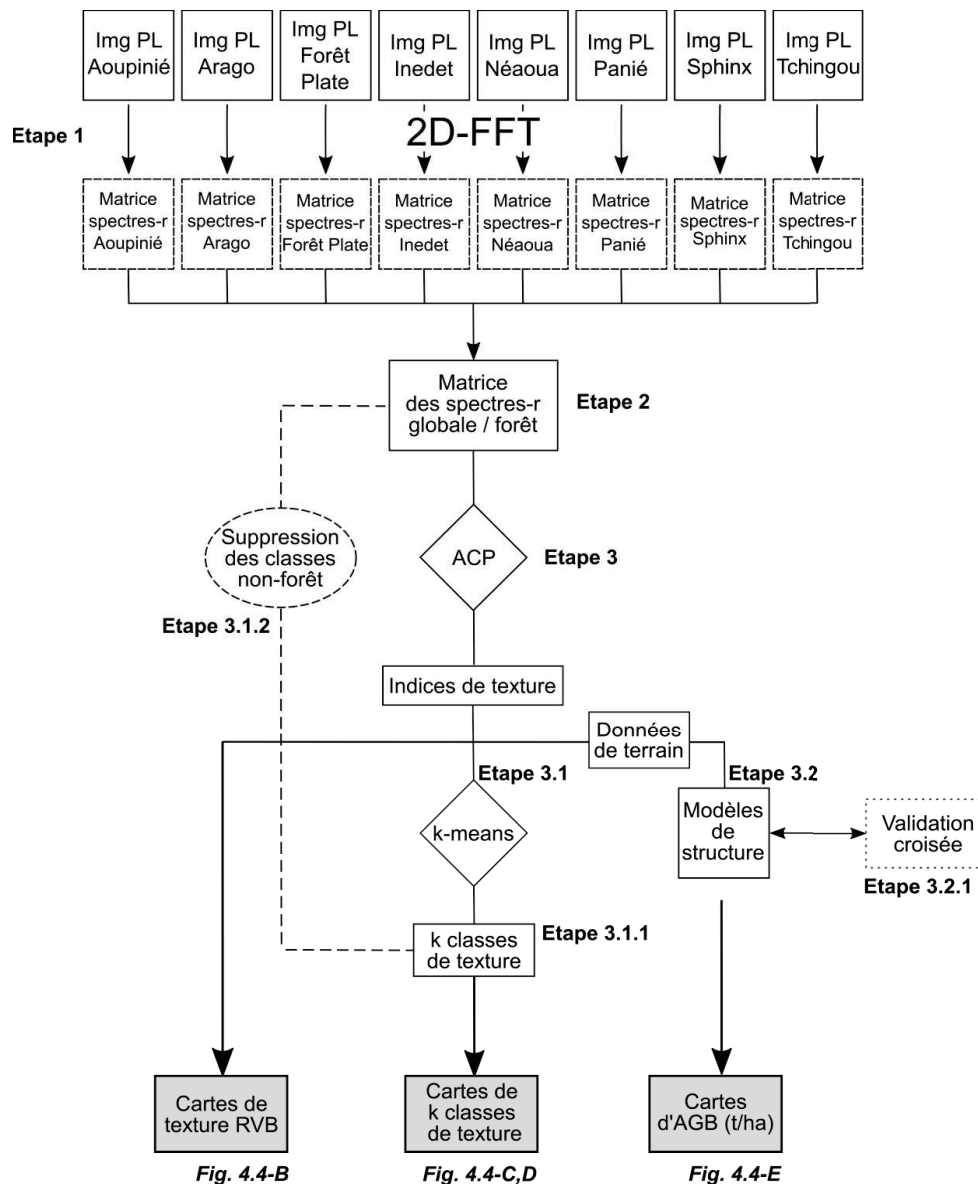 Img PL
Aoupinié
Img PL
Arago
Img PL
Forêt
Plate
Img PL
Inedet
Img PL
Néaoua
Img PL
Panié
Img PL
Sphinx
Img PL
Tchingou
Etape 1
2D-FFT
Matrice
spectres-r
Aoupinié
Matrice
spectres-r
Arago
Matrice
spectres-r
Forêt Plate
Matrice
spectres-r
Inedet
Matrice
spectres-r
Néaoua
Matrice
spectres-r
Panié
Matrice
spectres-r
Sphinx
Matrice
spectres-r
Tchingou
Matrice
des spectres-r
globale / forêt
Etape 2
Suppression
des classes
non-forêt
ACP
Etape 3
Etape 3.1.2
Indices de texture
Données
de terrain
Etape 3.1
Etape 3.2
k-means
Modèles
de
structure
Validation
croisée
Etape 3.2.1
k classes
de texture
Etape 3.1.1
Cartes de
texture RVB
Cartes de
k classes
de texture
Cartes
d'AGB (t/ha)
Fig. 4.4-B
Fig. 4.4-C,D
Fig. 4.4-E